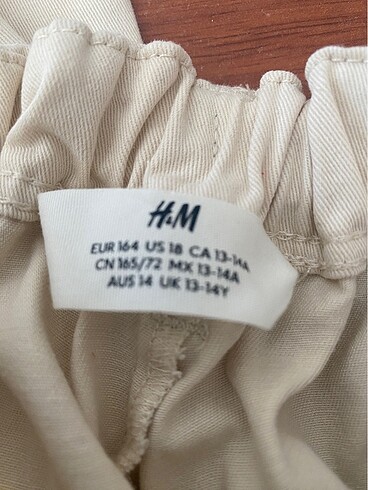 H&M
EUR 164 US 18 CA 13-14A
CN 165/72 MX 13-14A
AUS 14 UK 13-14Y